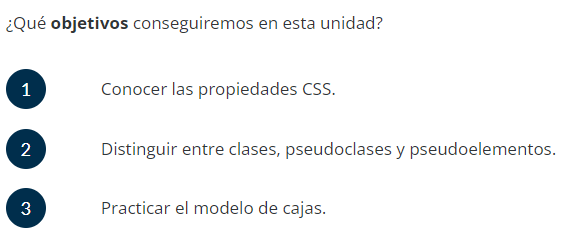 ¿Qué objetivos conseguiremos en esta unidad?
1 Conocer las propiedades CSS.
2 Distinguir entre clases, pseudoclases y pseudoelementos.
3 Practicar el modelo de cajas.